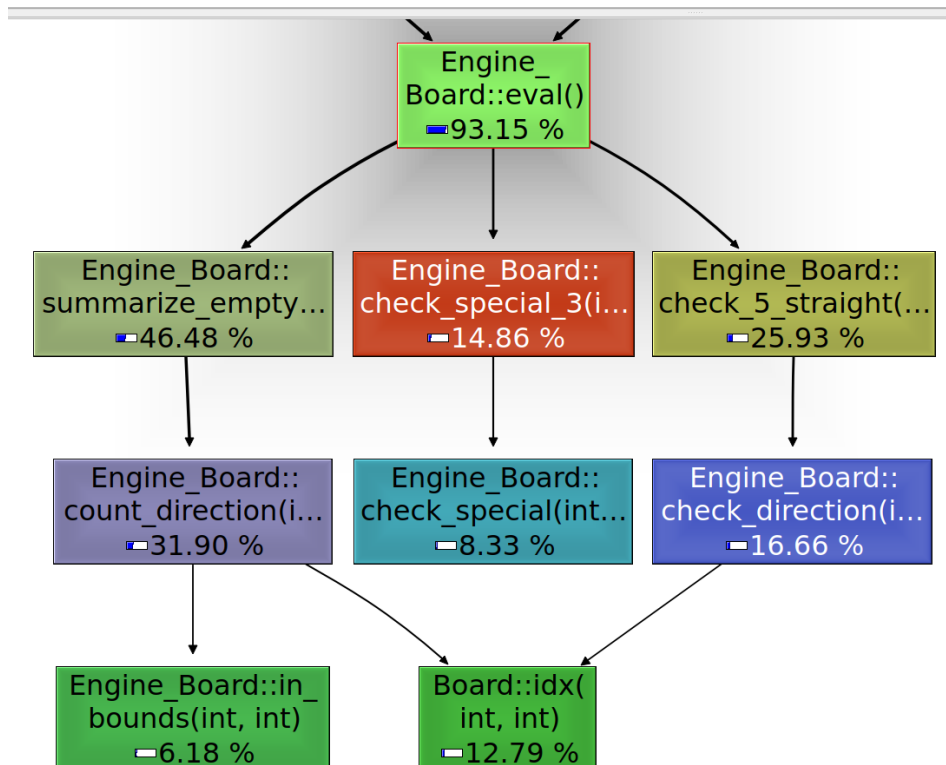 Engine_
Board::eval()
93.15 %
Engine_Board::
summarize_empty...
46.48 %
Engine_Board::
check_special_3(i...
14.86 %
Engine_Board::
check_5_straight(...
25.93 %
Engine_Board::
count_direction(i...
31.90 %
Engine_Board::
check_special(int...
8.33 %
Engine_Board::
check_direction(i...
16.66 %
Engine_Board::in_
bounds(int, int)
6.18 %
Board::idx(
int, int)
12.79 %